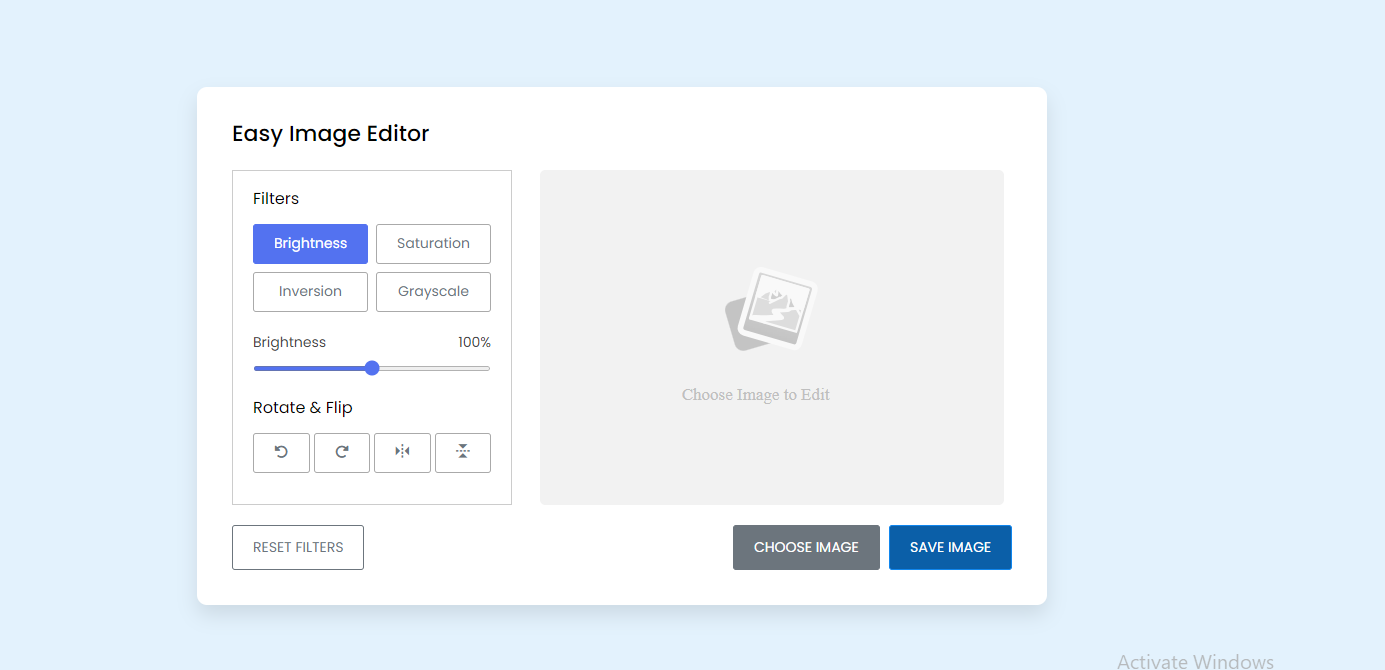 Easy Image Editor
Filters
Brightness
Saturation
Inversion
Grayscale
Brightness
100%
Rotate & Flip
Choose Image to Edit
RESET FILTERS
CHOOSE IMAGE
SAVE IMAGE
Activate Windows